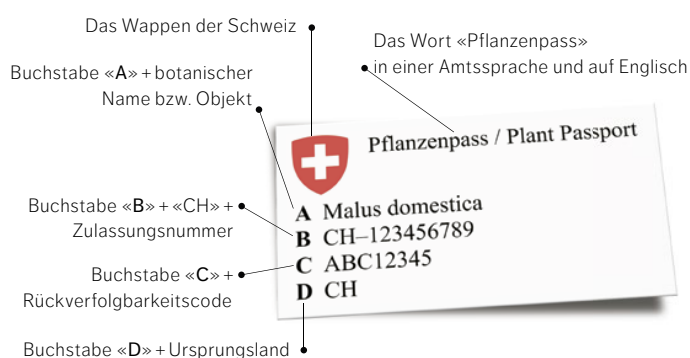 Das Wappen der Schweiz
Das Wort «Pflanzenpass»
in einer Amtssprache und auf Englisch
Buchstabe «A» + botanischer
Name bzw. Objekt
Pflanzenpass / Plant Passport
A Malus domestica
Buchstabe «B» + «CH» +
Zulassungsnummer
B CH–123456789
C ABC12345
Buchstabe «C» +
Rückverfolgbarkeitscode
D CH
Buchstabe «D» + Ursprungsland